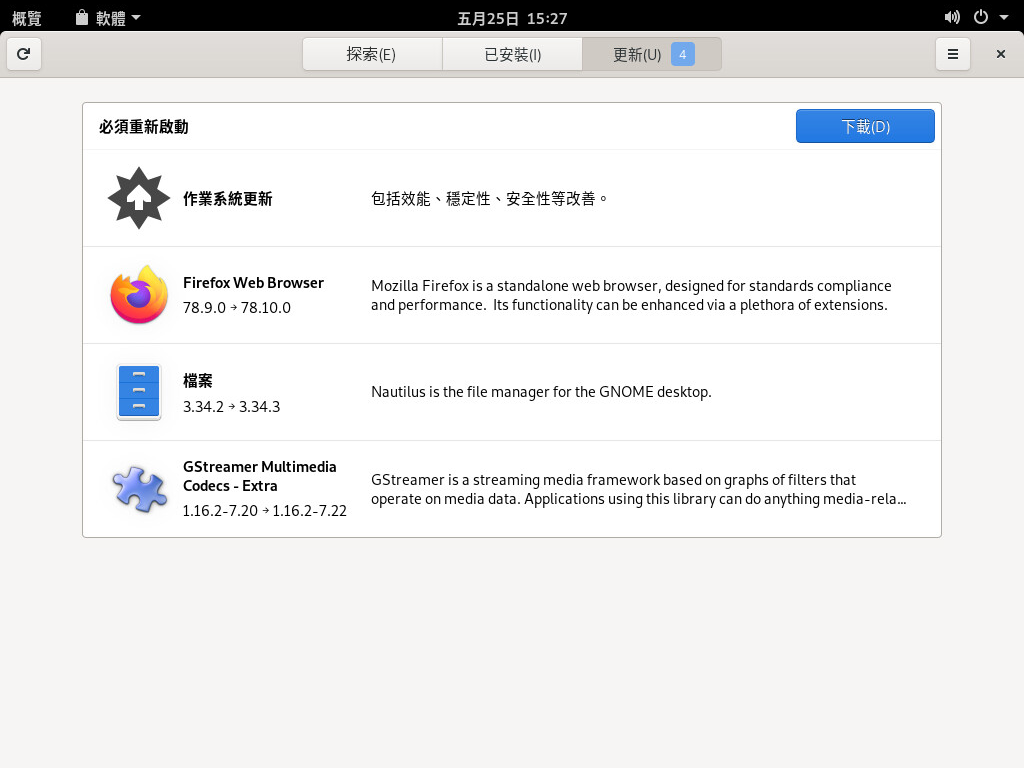 概覽 軟體 五月25日 15:27
探索(E) 已安裝(I) 更新(U) 4
必須重新啟動 下載(D)
作業系統更新 包括效能、穩定性、安全性等改善。
Firefox Web Browser
78.9.0 → 78.10.0
Mozilla Firefox is a standalone web browser, designed for standards compliance
and performance.  Its functionality can be enhanced via a plethora of extensions.
檔案
3.34.2 → 3.34.3
Nautilus is the file manager for the GNOME desktop.
GStreamer Multimedia
Codecs - Extra
1.16.2-7.20 → 1.16.2-7.22
GStreamer is a streaming media framework based on graphs of filters that
operate on media data. Applications using this library can do anything media-rela...